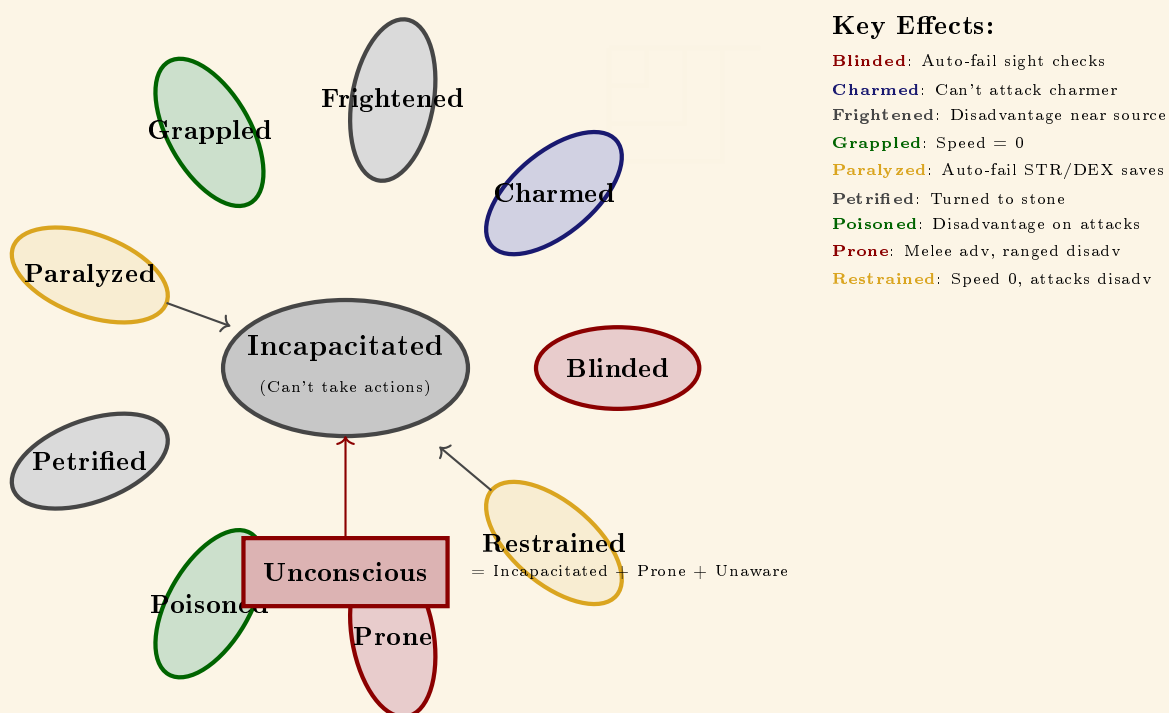 Frightened
Grappled
Charmed
Paralyzed
Incapacitated
(Can't take actions)
Blinded
Petrified
Restrained
= Incapacitated + Prone + Unaware
Unconscious
Poisoned
Prone
Key Effects:
Blinded: Auto-fail sight checks
Charmed: Can't attack charmer
Frightened: Disadvantage near source
Grappled: Speed = 0
Paralyzed: Auto-fail STR/DEX saves
Petrified: Turned to stone
Poisoned: Disadvantage on attacks
Prone: Melee adv, ranged disadv
Restrained: Speed 0, attacks disadv